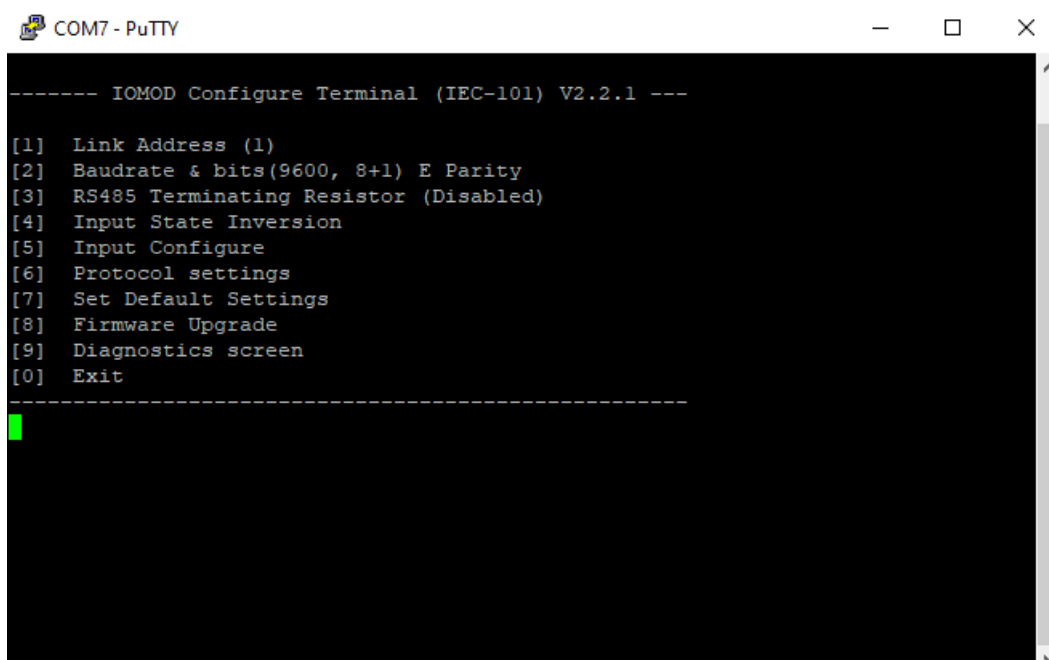 COM7 - PuTTY
------- IOMOD Configure Terminal (IEC-101) V2.2.1 ---
[1]  Link Address (1)
[2]  Baudrate & bits(9600, 8+1) E Parity
[3]  RS485 Terminating Resistor (Disabled)
[4]  Input State Inversion
[5]  Input Configure
[6]  Protocol settings
[7]  Set Default Settings
[8]  Firmware Upgrade
[9]  Diagnostics screen
[0]  Exit
-----------------------------------------------------